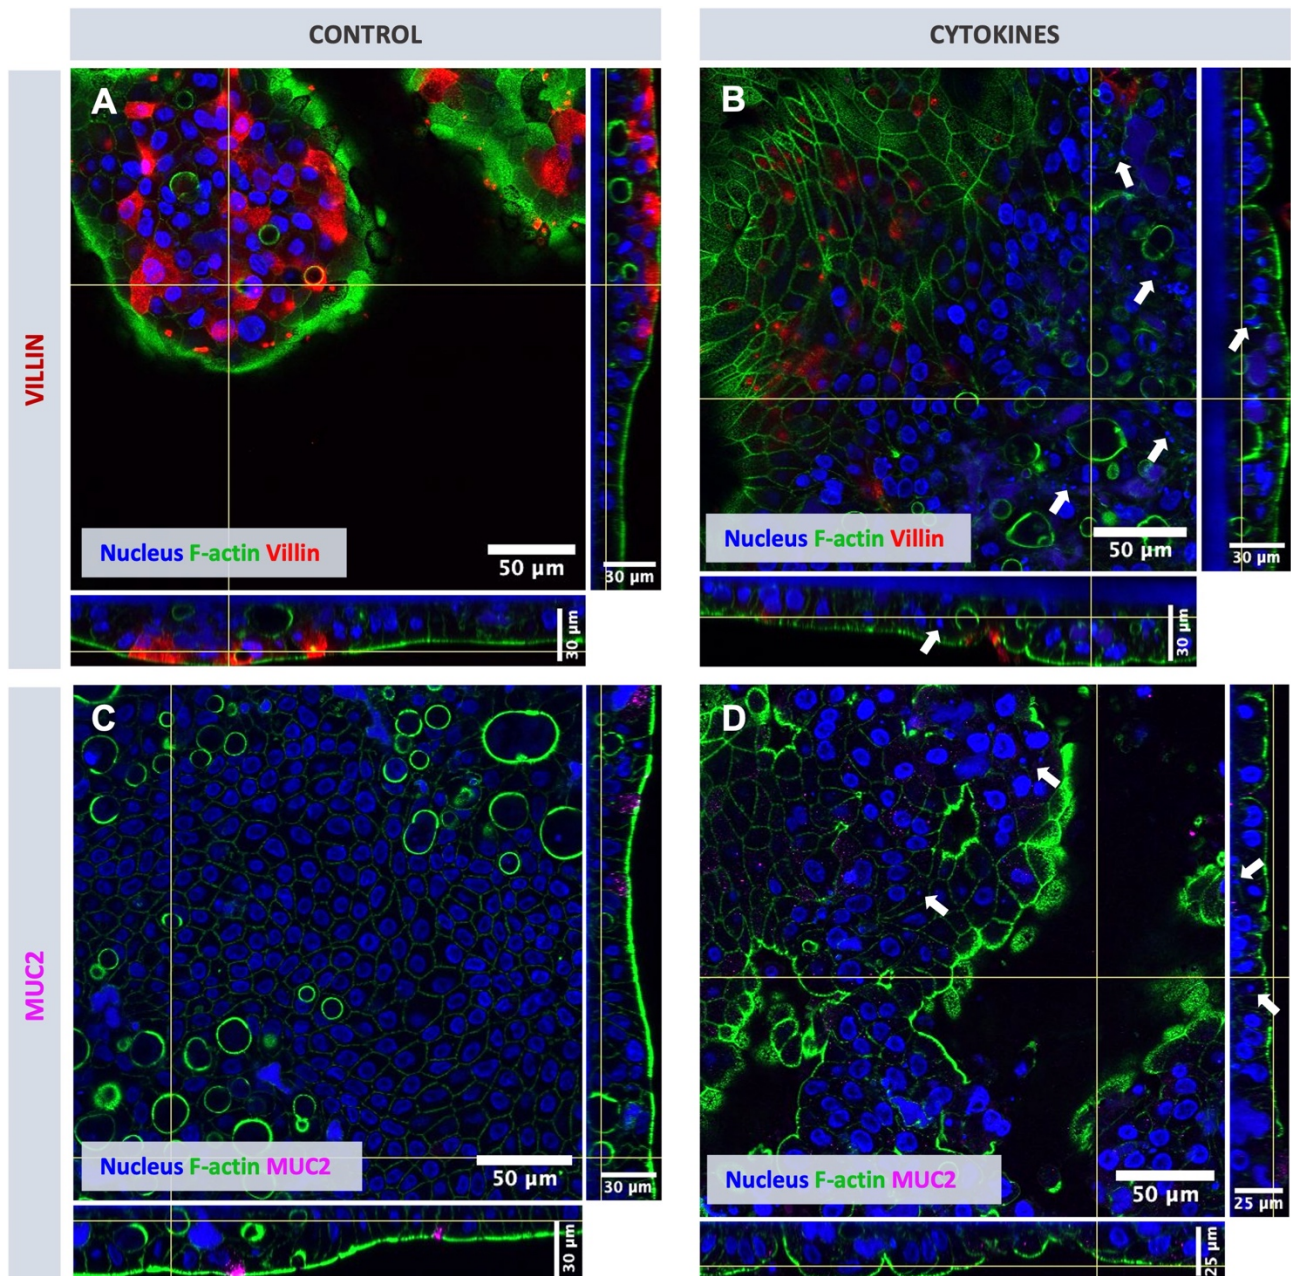 CONTROL
CYTOKINES
VILLIN
A
Nucleus F-actin Villin
50 µm
30 µm
30 µm
B
Nucleus F-actin Villin
50 µm
30 µm
30 µm
MUC2
C
Nucleus F-actin MUC2
50 µm
30 µm
30 µm
D
Nucleus F-actin MUC2
50 µm
25 µm
25 µm